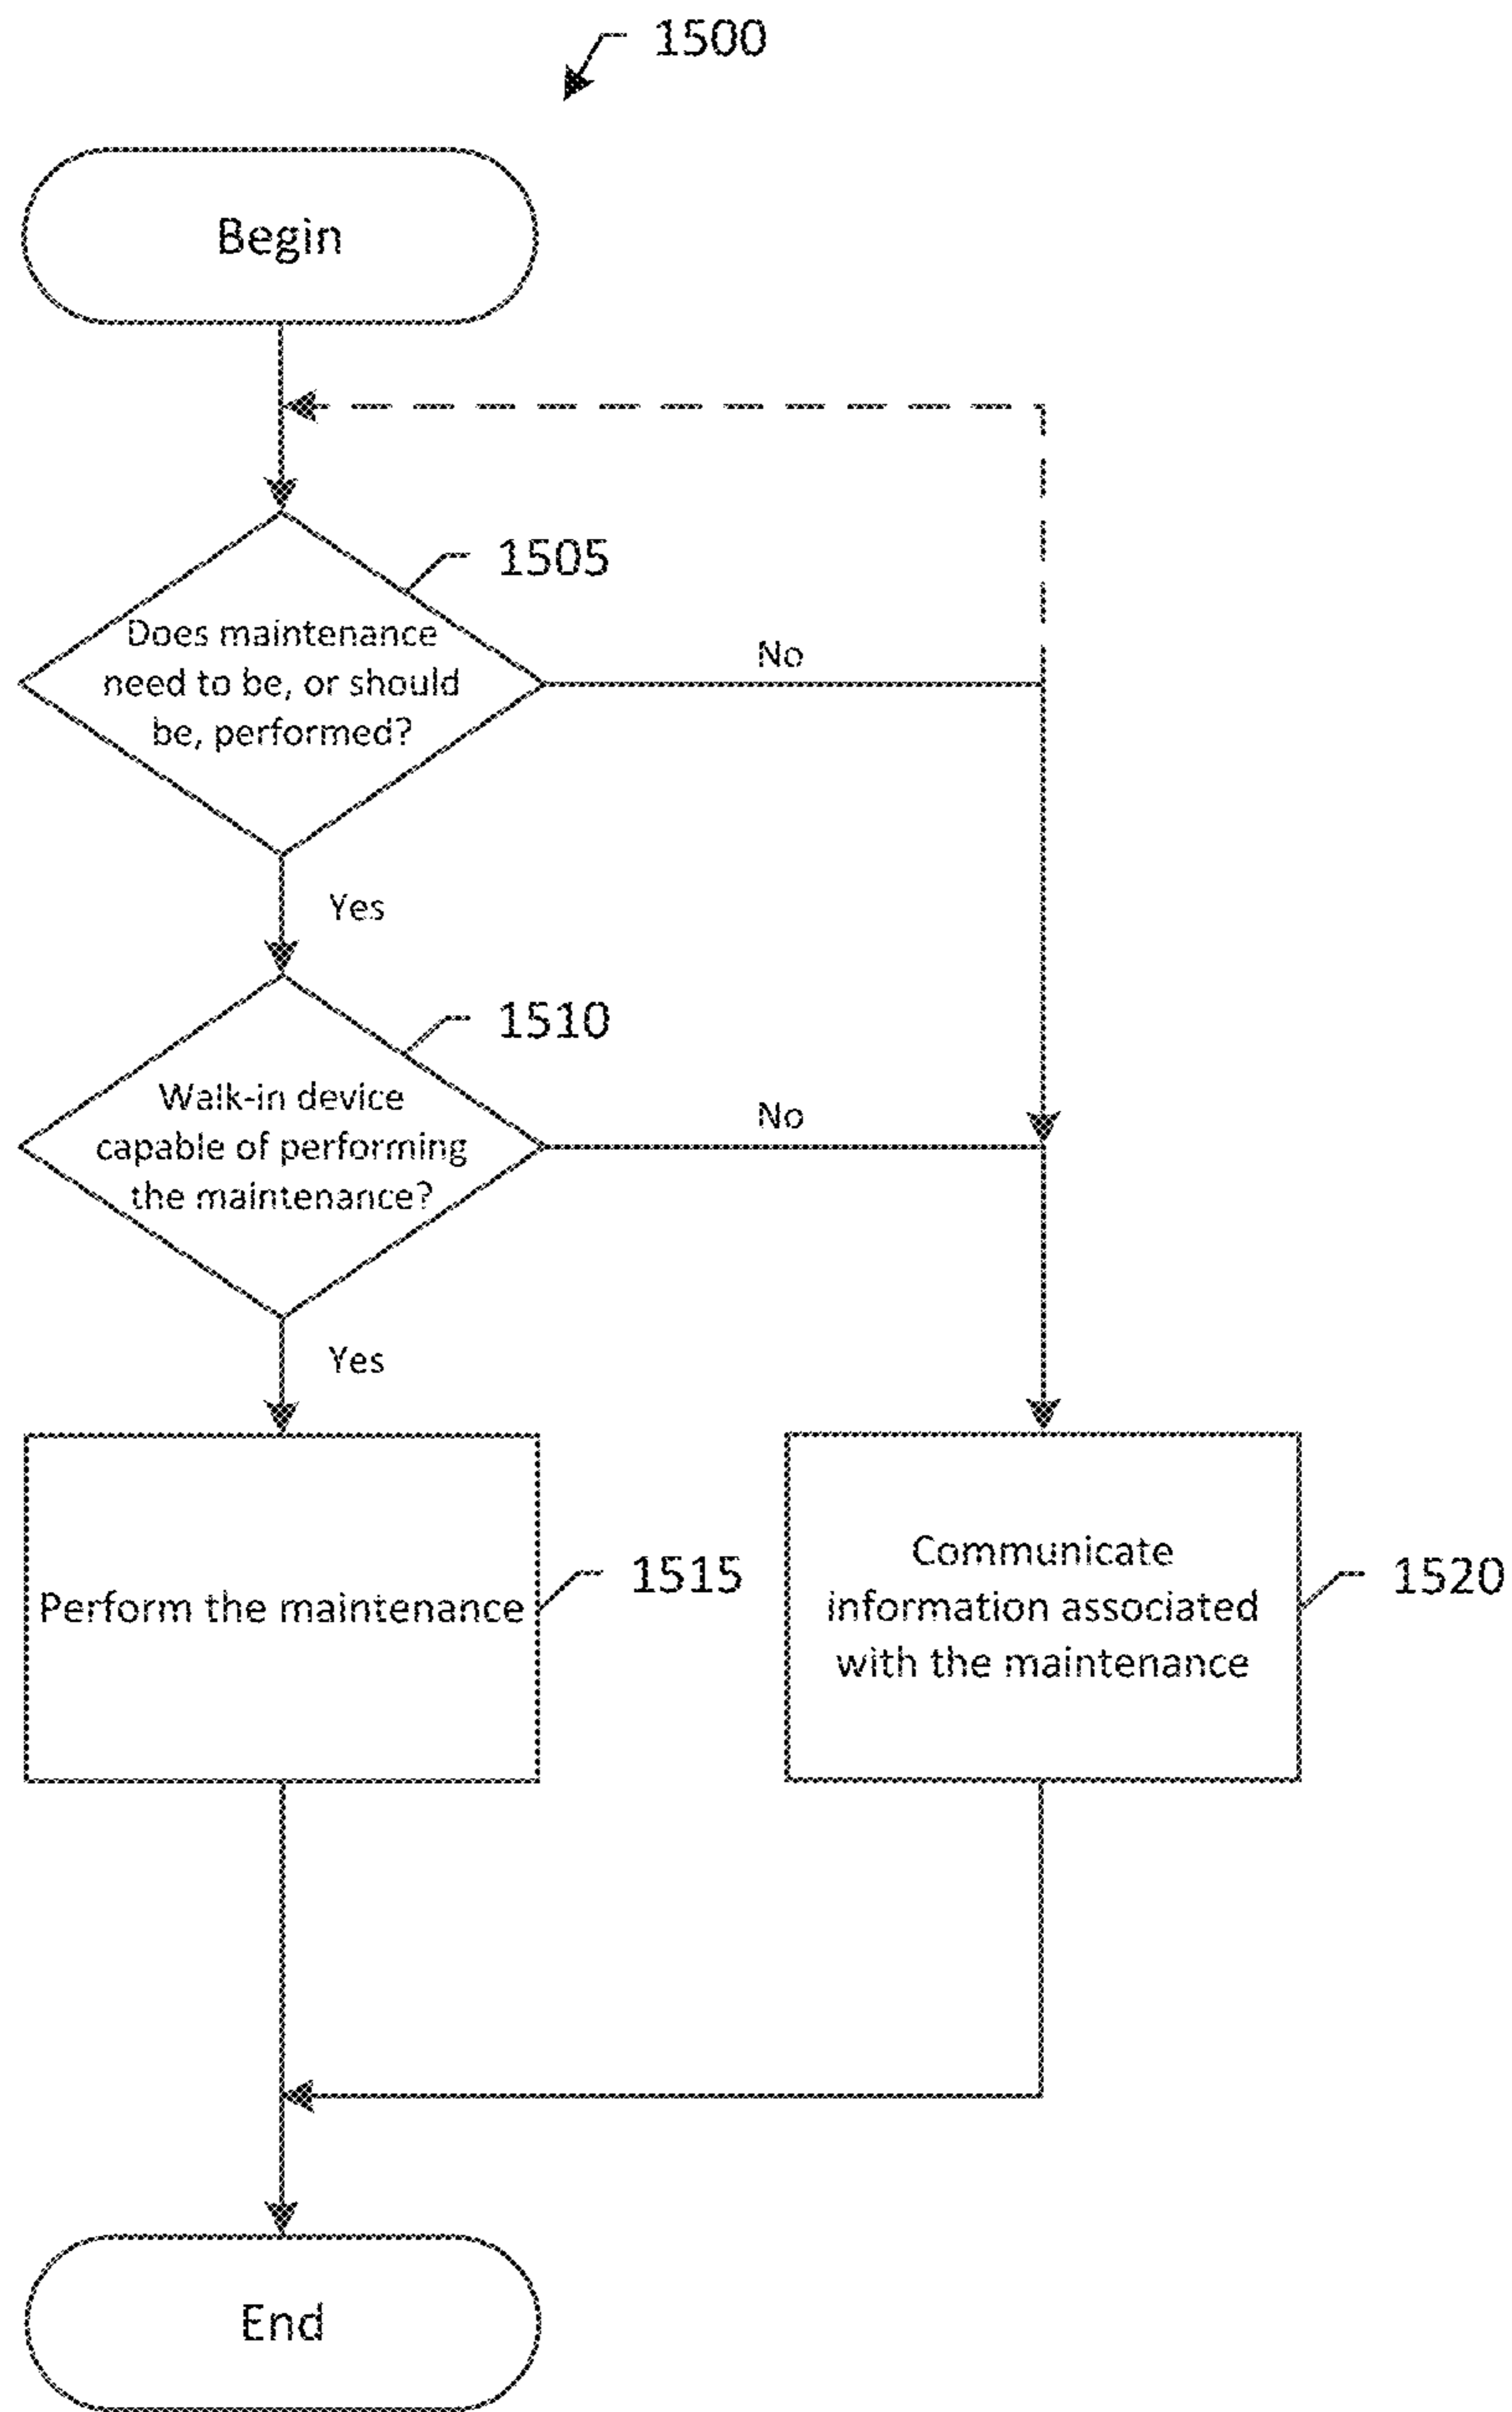 1500
Begin
1505
Does maintenance
need to be, or should
be, performed?
No
Yes
1510
Walk-in device
capable of performing
the maintenance?
No
Yes
Perform the maintenance
1515
Communicate
information associated
with the maintenance
1520
End